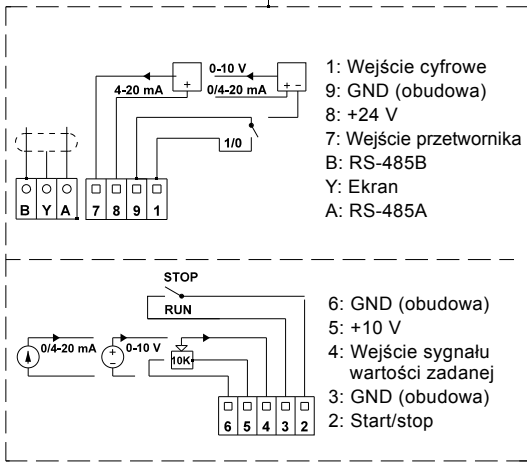 0-10 V
4-20 mA
0/4-20 mA
+
+ −
1/0
B Y A
7 8 9 1
1: Wejście cyfrowe
9: GND (obudowa)
8: +24 V
7: Wejście przetwornika
B: RS-485B
Y: Ekran
A: RS-485A
STOP
RUN
0/4-20 mA
+
−
0-10 V
10K
6 5 4 3 2
6: GND (obudowa)
5: +10 V
4: Wejście sygnału
wartości zadanej
3: GND (obudowa)
2: Start/stop